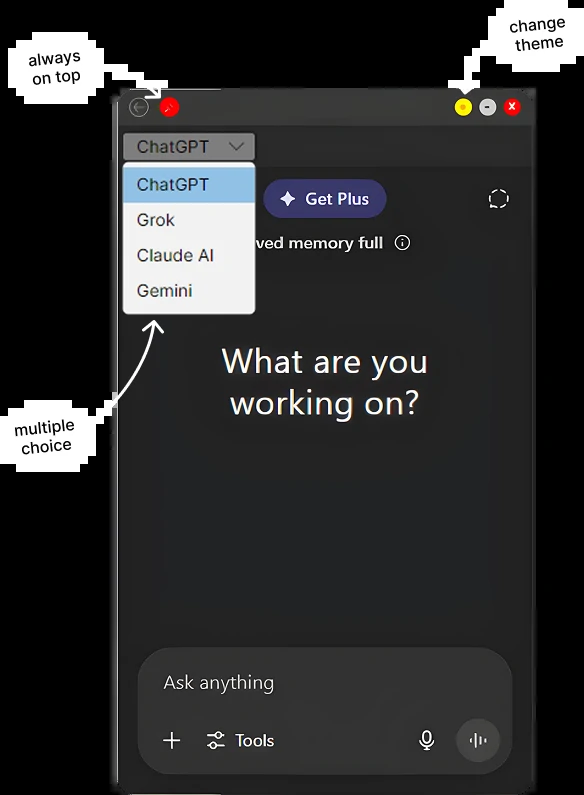 change
theme
always
on top
ChatGPT
ChatGPT
Grok
Claude AI
Gemini
Get Plus
ved memory full
What are you
working on?
multiple
choice
Ask anything
Tools